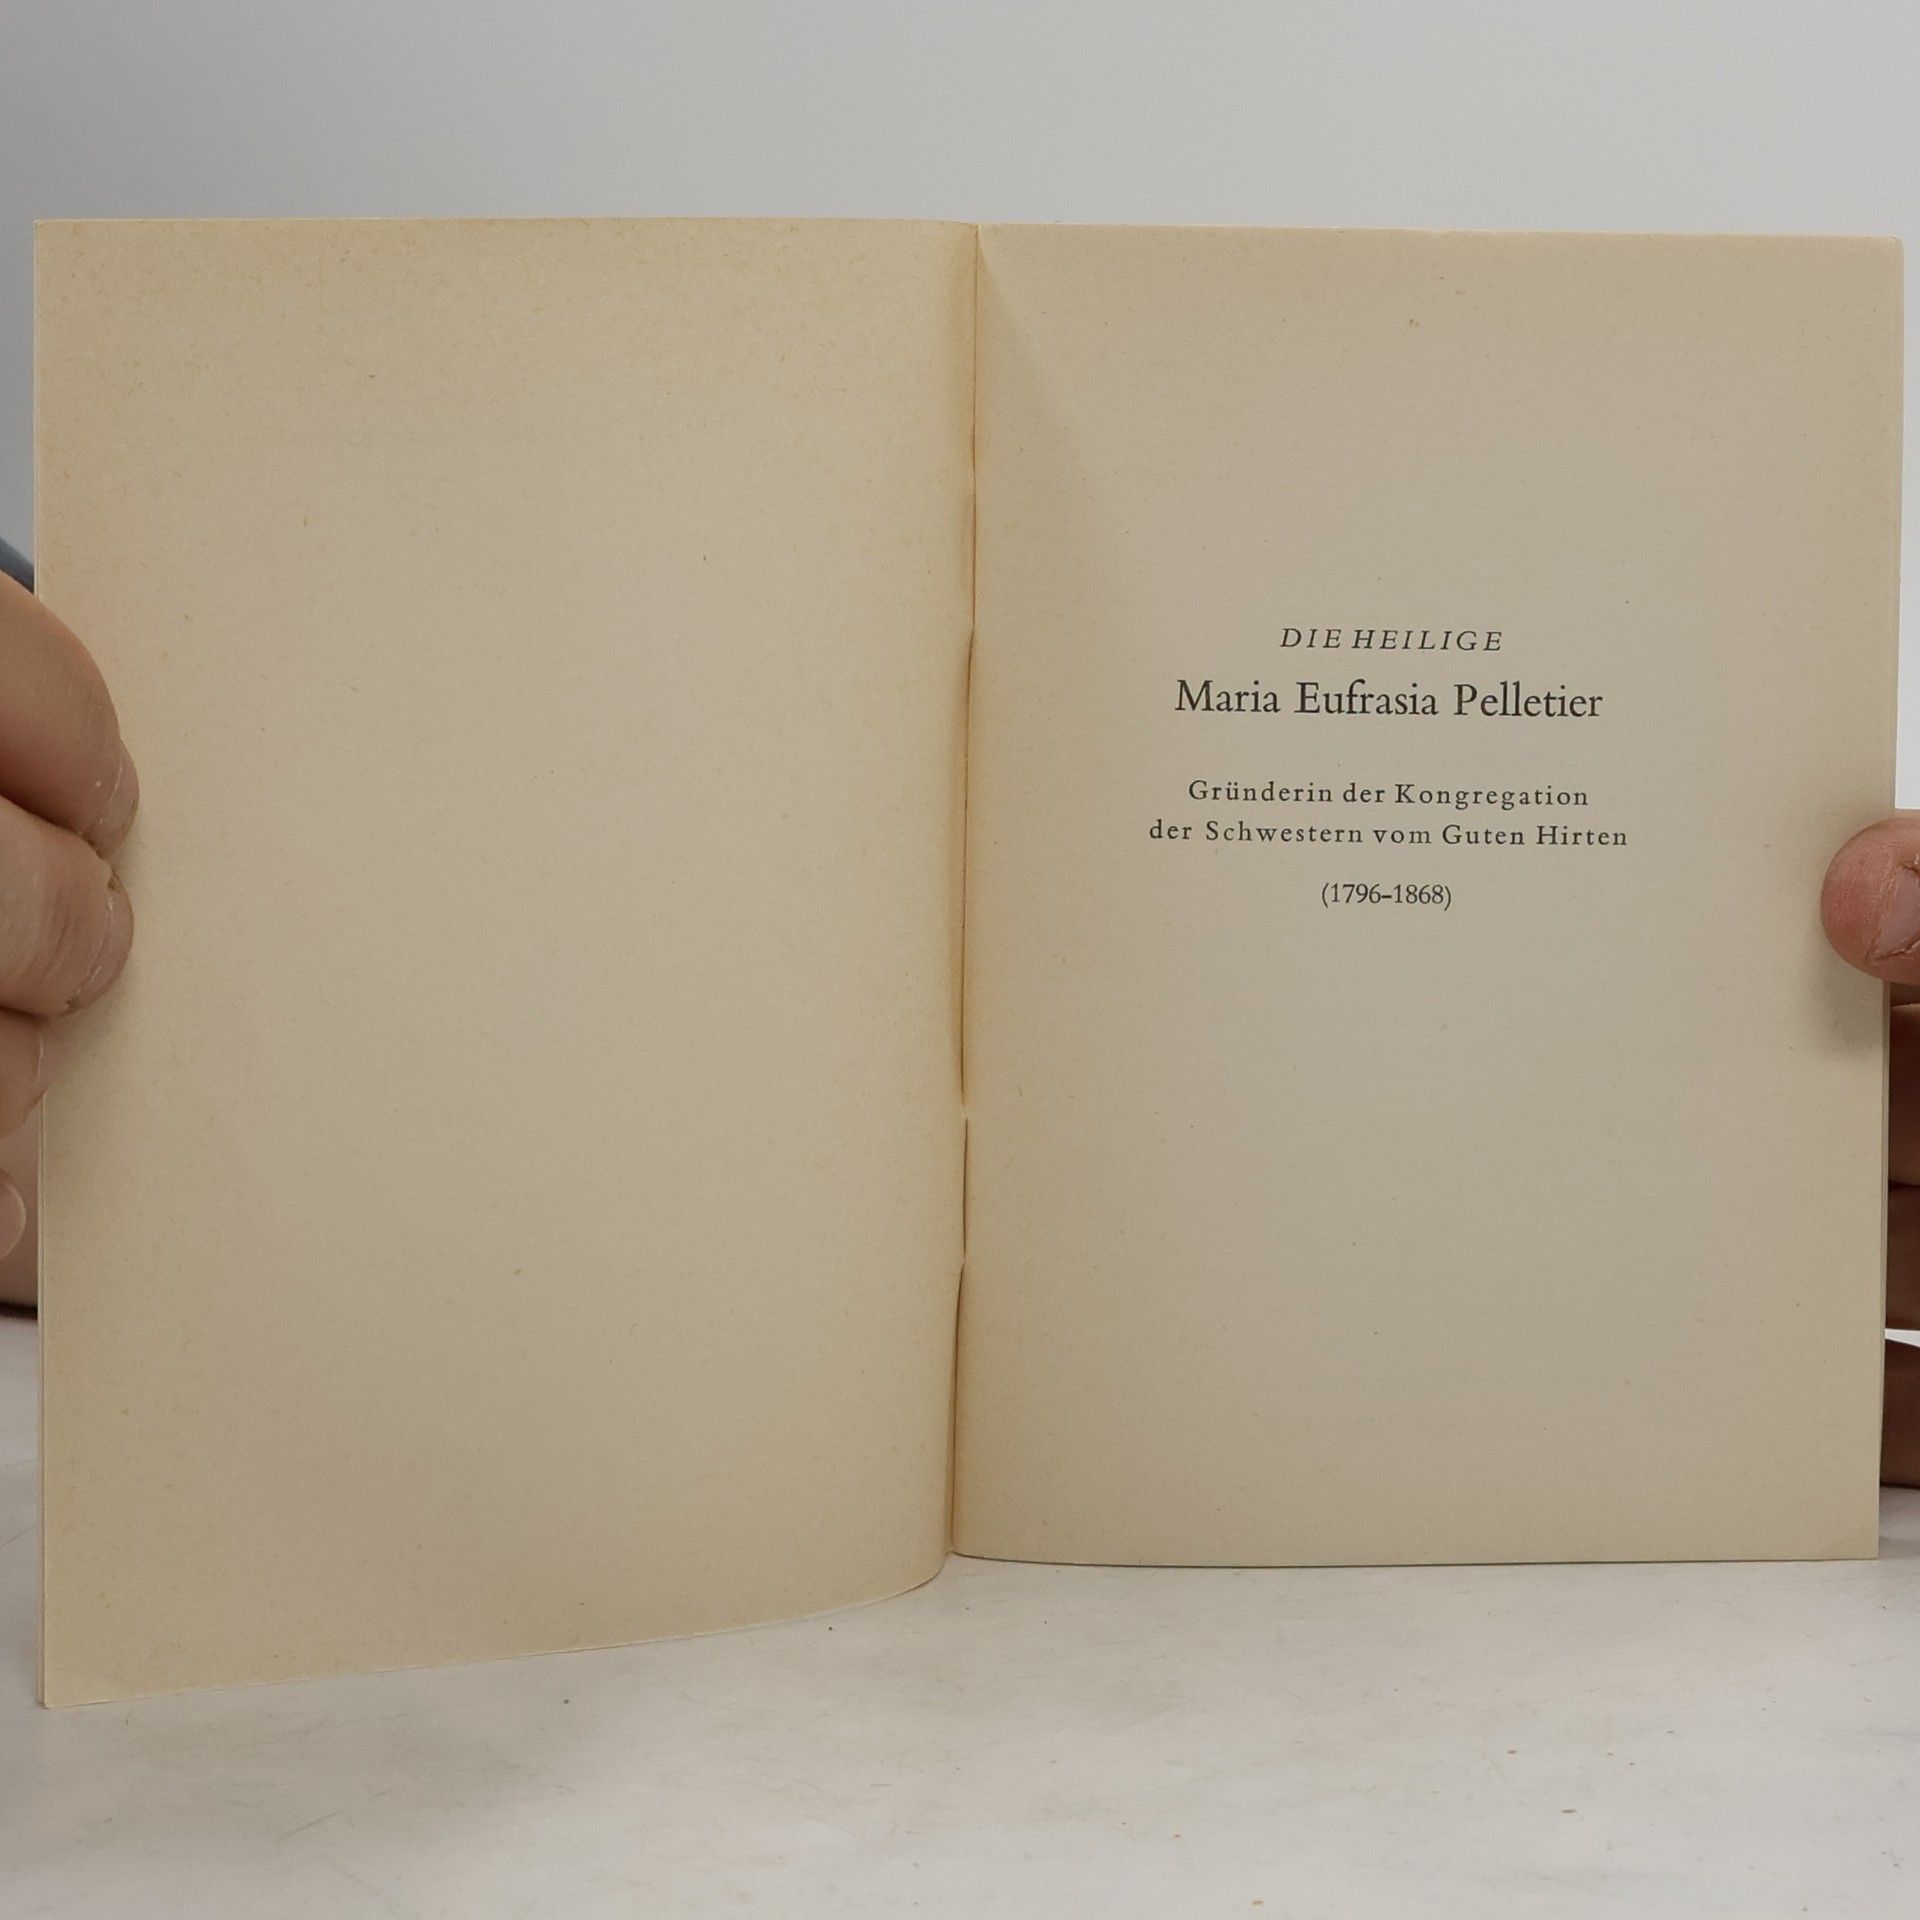 DIE HEILIGE
Maria Eufrasia Pelletier
Gründerin der Kongregation
der Schwestern vom Guten Hirten
(1796–1868)